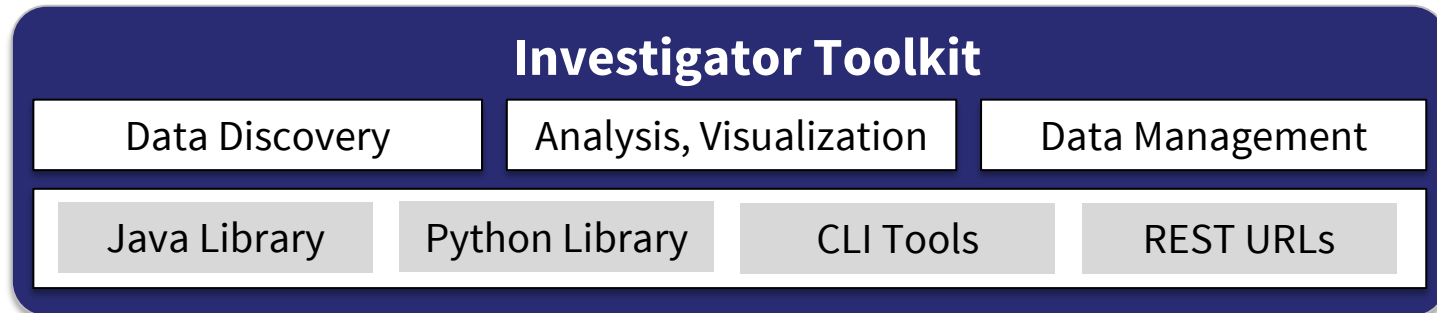 Investigator Toolkit
Data Discovery
Analysis, Visualization
Data Management
Java Library
Python Library
CLI Tools
REST URLs